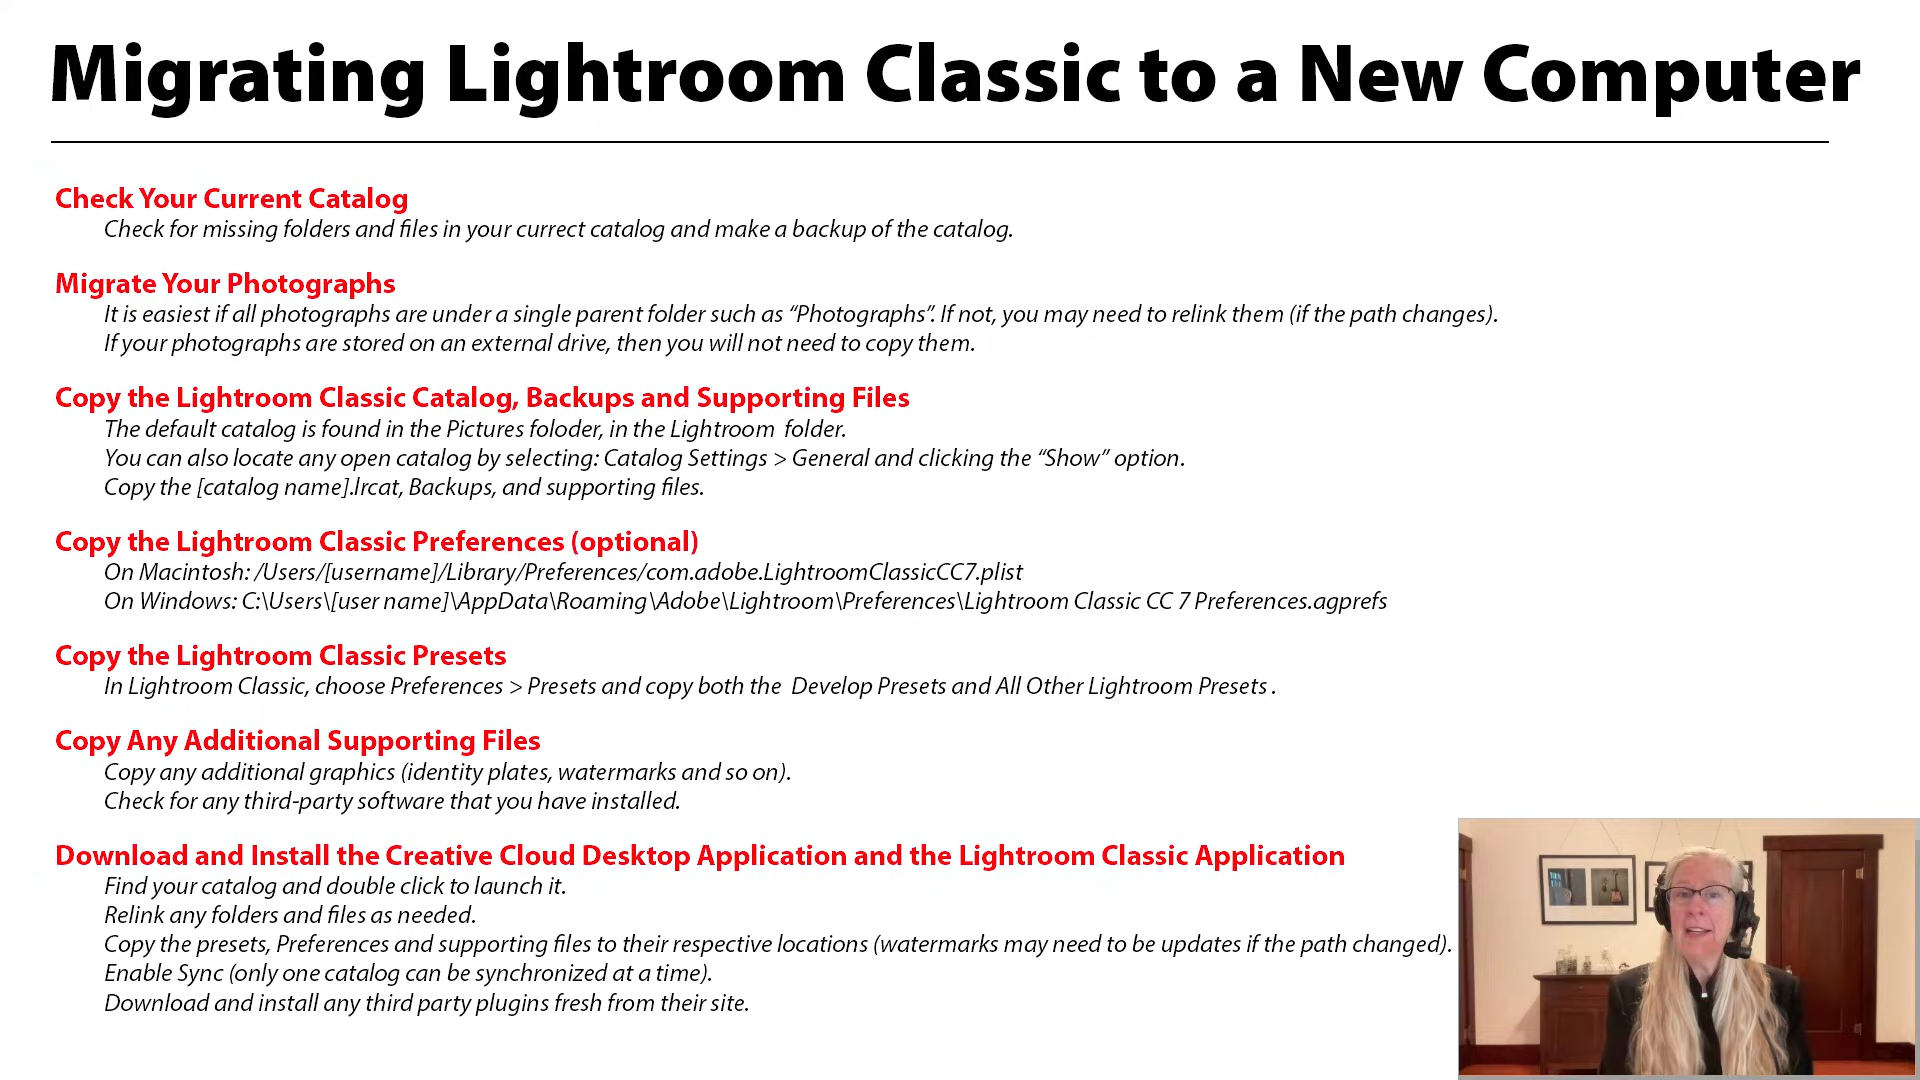 Migrating Lightroom Classic to a New Computer
Check Your Current Catalog
Check for missing folders and files in your currect catalog and make a backup of the catalog.
Migrate Your Photographs
It is easiest if all photographs are under a single parent folder such as “Photographs”. If not, you may need to relink them (if the path changes).
If your photographs are stored on an external drive, then you will not need to copy them.
Copy the Lightroom Classic Catalog, Backups and Supporting Files
The default catalog is found in the Pictures foloder, in the Lightroom  folder.
You can also locate any open catalog by selecting: Catalog Settings > General and clicking the “Show” option.
Copy the [catalog name].lrcat, Backups, and supporting files.
Copy the Lightroom Classic Preferences (optional)
On Macintosh: /Users/[username]/Library/Preferences/com.adobe.LightroomClassicCC7.plist
On Windows: C:\Users\[user name]\AppData\Roaming\Adobe\Lightroom\Preferences\Lightroom Classic CC 7 Preferences.agprefs
Copy the Lightroom Classic Presets
In Lightroom Classic, choose Preferences > Presets and copy both the  Develop Presets and All Other Lightroom Presets .
Copy Any Additional Supporting Files
Copy any additional graphics (identity plates, watermarks and so on).
Check for any third-party software that you have installed.
Download and Install the Creative Cloud Desktop Application and the Lightroom Classic Application
Find your catalog and double click to launch it.
Relink any folders and files as needed.
Copy the presets, Preferences and supporting files to their respective locations (watermarks may need to be updates if the path changed).
Enable Sync (only one catalog can be synchronized at a time).
Download and install any third party plugins fresh from their site.